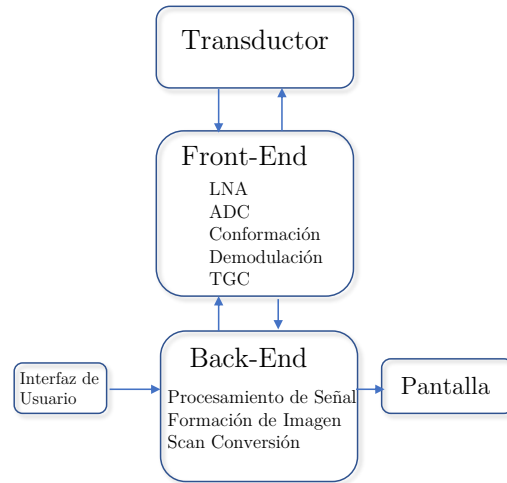 Transductor
Front-End
LNA
ADC
Conformación
Demodulación
TGC
Back-End
Procesamiento de Señal
Formación de Imagen
Scan Conversión
Interfaz de
Usuario
Pantalla